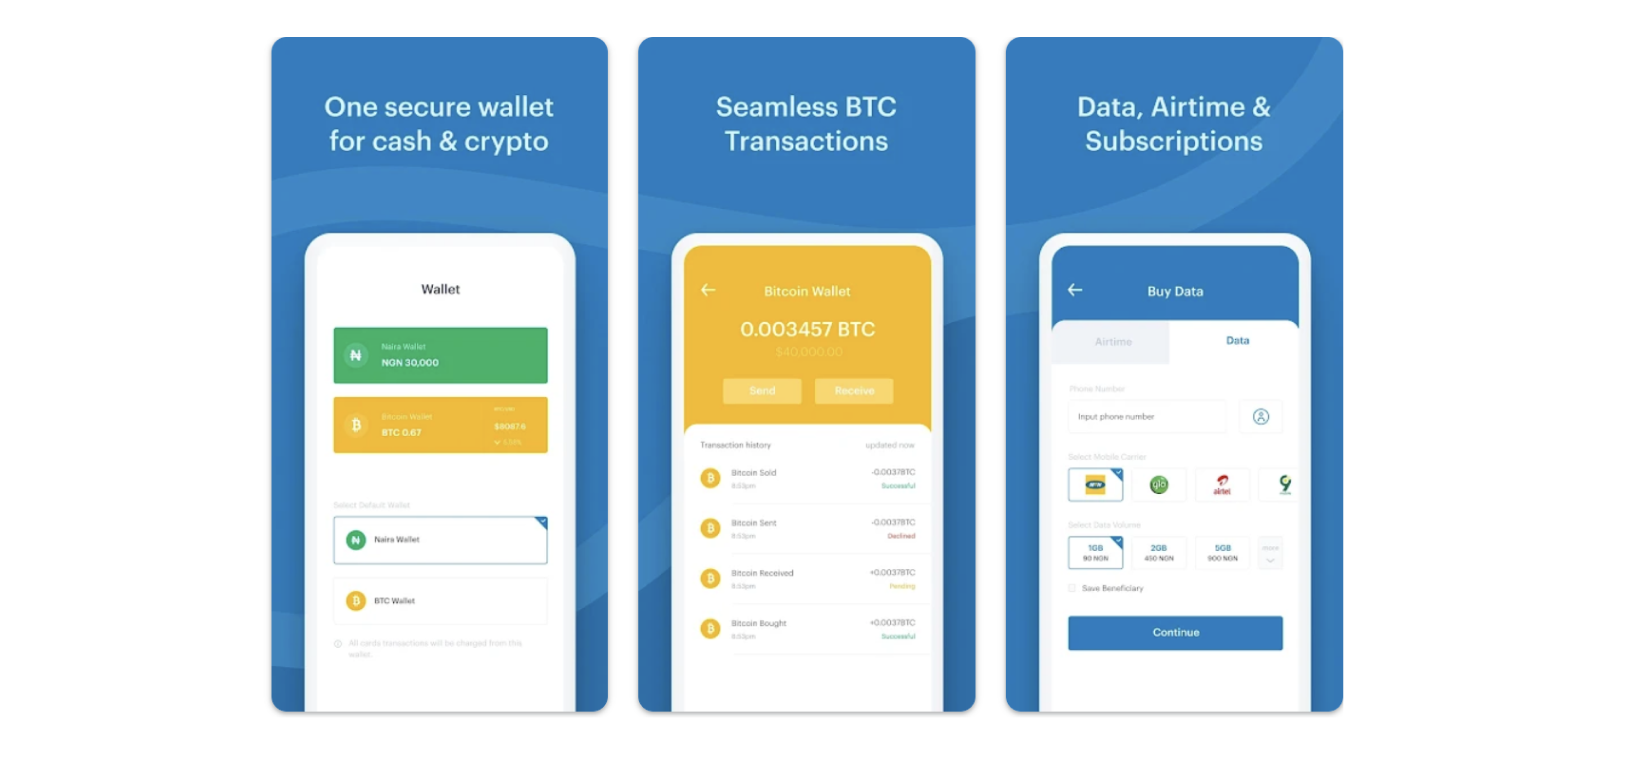 One secure wallet
for cash & crypto
Wallet
Naira Wallet
NGN 30,000
Bitcoin Wallet
BTC 0.67
$8087.6
5.50%
Select Default Wallet
Naira Wallet
BTC Wallet
All cards transactions will be charged from this
wallet.
Seamless BTC
Transactions
Bitcoin Wallet
0.003457 BTC
$40,000.00
Send
Receive
Transaction history
updated now
Bitcoin Sold
-0.0037BTC
8:53pm
Successful
Bitcoin Sent
-0.0037BTC
8:53pm
Declined
Bitcoin Received
+0.0037BTC
8:53pm
Pending
Bitcoin Bought
+0.0037BTC
8:53pm
Successful
Data, Airtime &
Subscriptions
Buy Data
Airtime
Data
Phone Number
Input phone number
Select Mobile Carrier
MTN
glo
airtel
9
Select Data Volume
1GB
2GB
5GB
90 NGN
450 NGN
900 NGN
Save Beneficiary
Continue